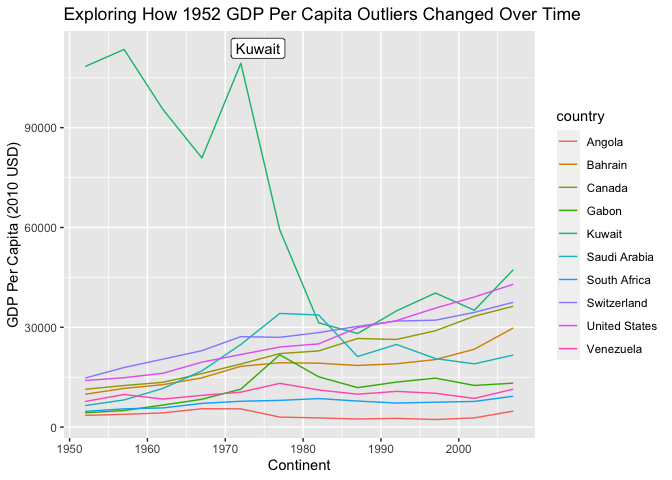 Exploring How 1952 GDP Per Capita Outliers Changed Over Time
Kuwait
GDP Per Capita (2010 USD)
90000
60000
30000
0
1950
1960
1970
1980
1990
2000
Continent
country
Angola
Bahrain
Canada
Gabon
Kuwait
Saudi Arabia
South Africa
Switzerland
United States
Venezuela